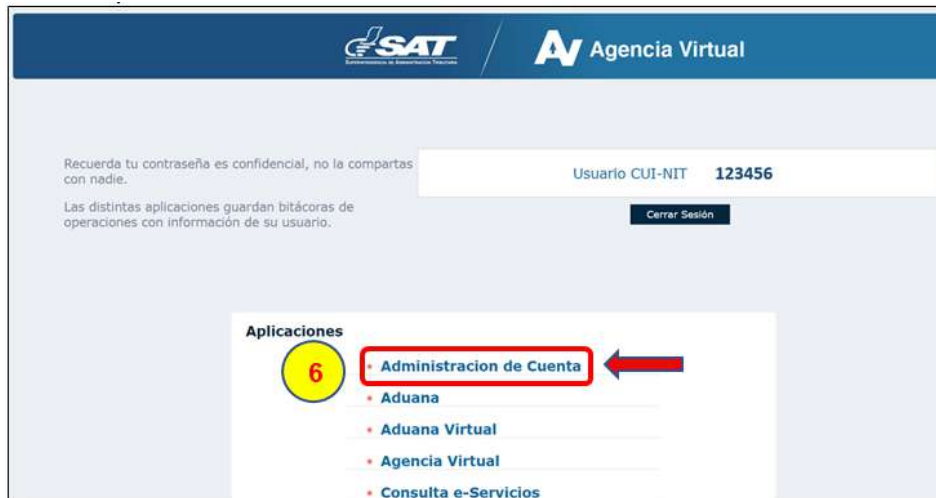 SAT
Agencia Virtual
Recuerda tu contraseña es confidencial, no la compartas
con nadie.
Usuario CUI-NIT 123456
Las distintas aplicaciones guardan bitácoras de
operaciones con información de su usuario.
Cerrar Sesión
Aplicaciones
6
* Administracion de Cuenta
* Aduana
* Aduana Virtual
* Agencia Virtual
* Consulta e-Servicios